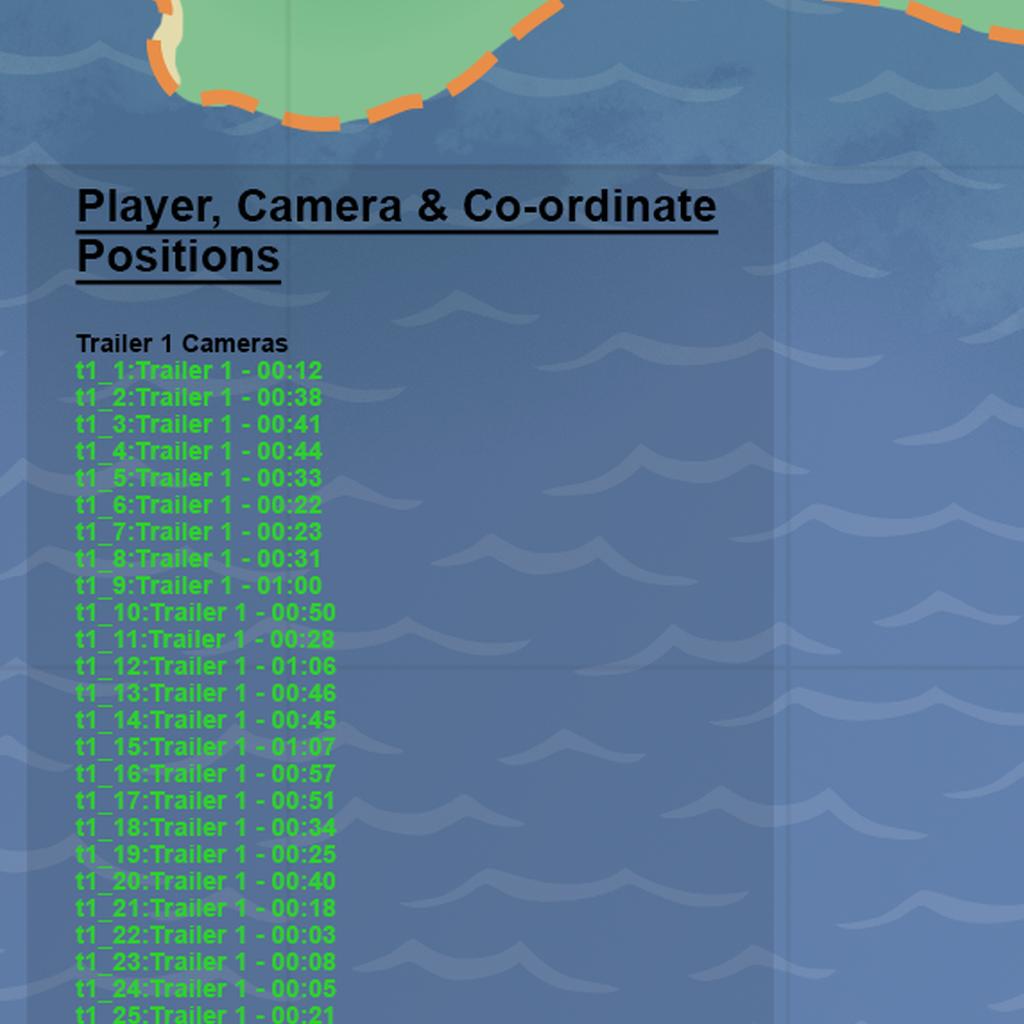 Player, Camera & Co-ordinate
Positions
Trailer 1 Cameras
t1_1:Trailer 1 - 00:12
t1_2:Trailer 1 - 00:38
t1_3:Trailer 1 - 00:41
t1_4:Trailer 1 - 00:44
t1_5:Trailer 1 - 00:33
t1_6:Trailer 1 - 00:22
t1_7:Trailer 1 - 00:23
t1_8:Trailer 1 - 00:31
t1_9:Trailer 1 - 01:00
t1_10:Trailer 1 - 00:50
t1_11:Trailer 1 - 00:28
t1_12:Trailer 1 - 01:06
t1_13:Trailer 1 - 00:46
t1_14:Trailer 1 - 00:45
t1_15:Trailer 1 - 01:07
t1_16:Trailer 1 - 00:57
t1_17:Trailer 1 - 00:51
t1_18:Trailer 1 - 00:34
t1_19:Trailer 1 - 00:25
t1_20:Trailer 1 - 00:40
t1_21:Trailer 1 - 00:18
t1_22:Trailer 1 - 00:03
t1_23:Trailer 1 - 00:08
t1_24:Trailer 1 - 00:05
t1_25:Trailer 1 - 00:21